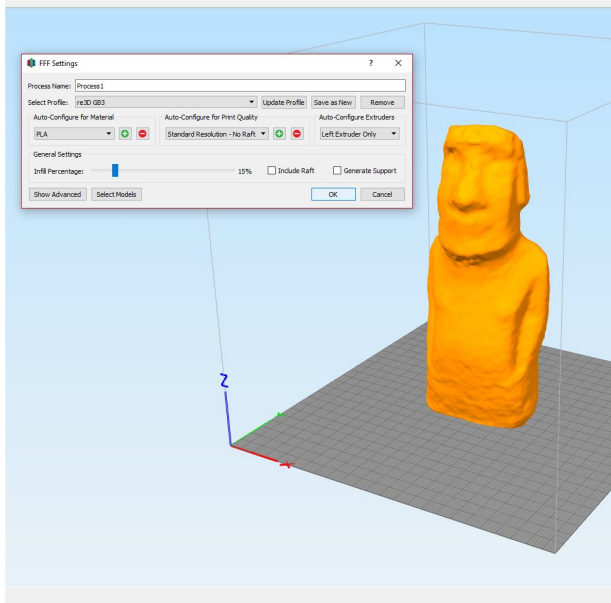 FFF Settings ? X
Process Name: Process1
Select Profile: re3D GB3 Update Profile Save as New Remove
Auto-Configure for Material Auto-Configure for Print Quality Auto-Configure Extruders
PLA Standard Resolution - No Raft Left Extruder Only
General Settings
Infill Percentage: 15% Include Raft Generate Support
Show Advanced Select Models OK Cancel
Z
X